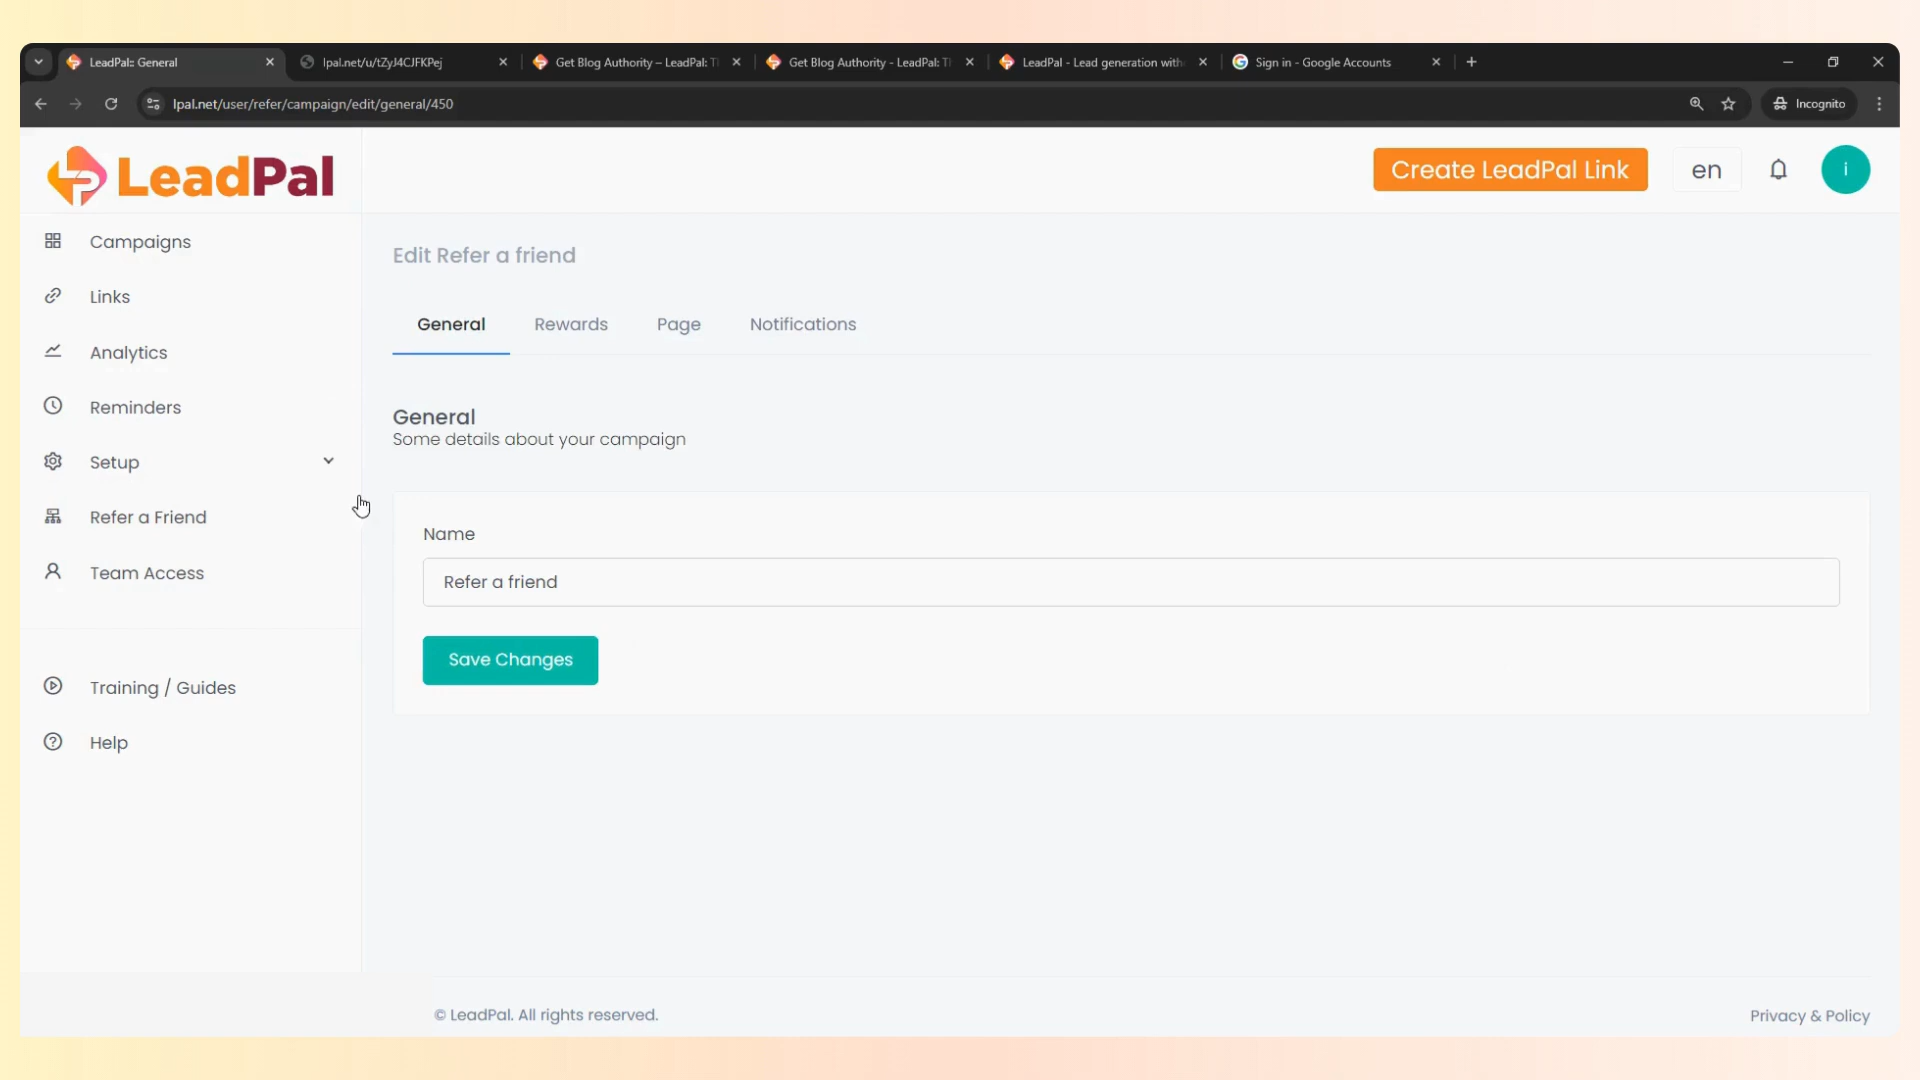 LeadPal:: General
lpal.net/u/tZyJ4CJFKPej
Get Blog Authority – LeadPal: T
Get Blog Authority - LeadPal: T
LeadPal - Lead generation with
Sign in - Google Accounts
lpal.net/user/refer/campaign/edit/general/450
Incognito
LeadPal
Create LeadPal Link
en
i
Campaigns
Links
Analytics
Reminders
Setup
Refer a Friend
Team Access
Training / Guides
Help
Edit Refer a friend
General
Rewards
Page
Notifications
General
Some details about your campaign
Name
Refer a friend
Save Changes
© LeadPal. All rights reserved.
Privacy & Policy